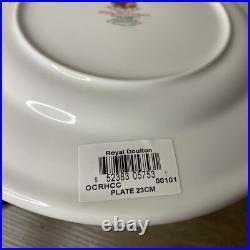 Royal Doulton
6 52383 05753 1
00101
OCRHCC
PLATE 23CM